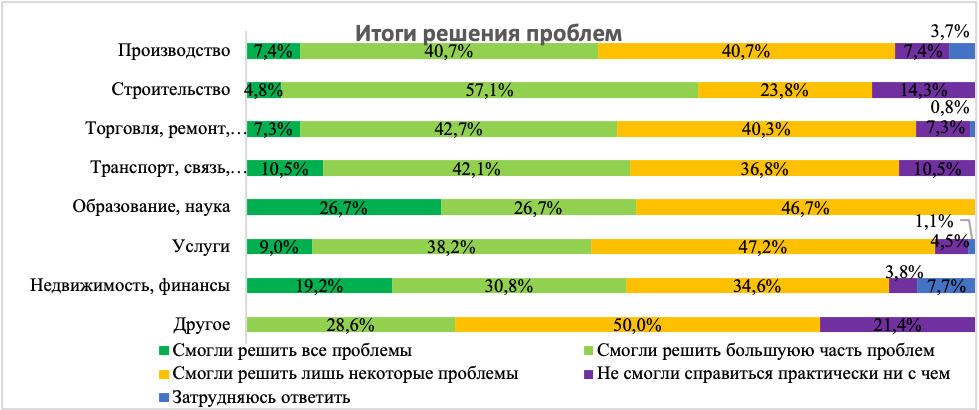 Итоги решения проблем
3,7%
Производство 7,4% 40,7% 40,7% 7,4%
Строительство 4,8% 57,1% 23,8% 14,3%
0,8%
Торговля, ремонт,... 7,3% 42,7% 40,3% 7,3%
Транспорт, связь,... 10,5% 42,1% 36,8% 10,5%
Образование, наука 26,7% 26,7% 46,7%
1,1%
Услуги 9,0% 38,2% 47,2% 4,5%
3,8%
Недвижимость, финансы 19,2% 30,8% 34,6% 7,7%
Другое 28,6% 50,0% 21,4%
Смогли решить все проблемы Смогли решить большуюю часть проблем
Смогли решить лишь некоторые проблемы Не смогли справиться практически ни с чем
Затрудняюсь ответить